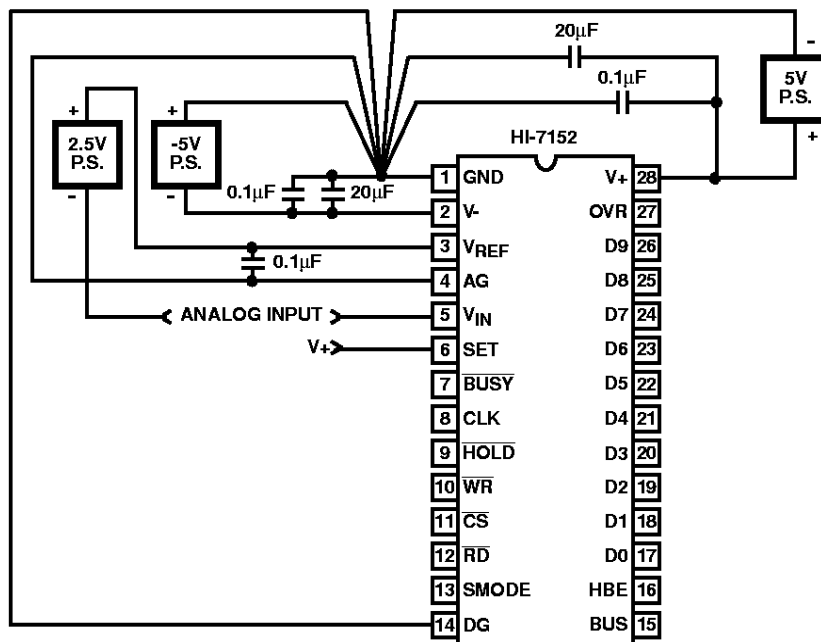 20μF
-
5V
P.S.
+
0.1μF
+
2.5V
P.S.
-
+
-5V
P.S.
-
HI-7152
0.1μF
20μF
1 GND
V+ 28
2 V-
OVR 27
3 VREF
D9 26
0.1μF
4 AG
D8 25
ANALOG INPUT
5 VIN
D7 24
V+
6 SET
D6 23
7 BUSY
D5 22
8 CLK
D4 21
9 HOLD
D3 20
10 WR
D2 19
11 CS
D1 18
12 RD
D0 17
13 SMODE
HBE 16
14 DG
BUS 15